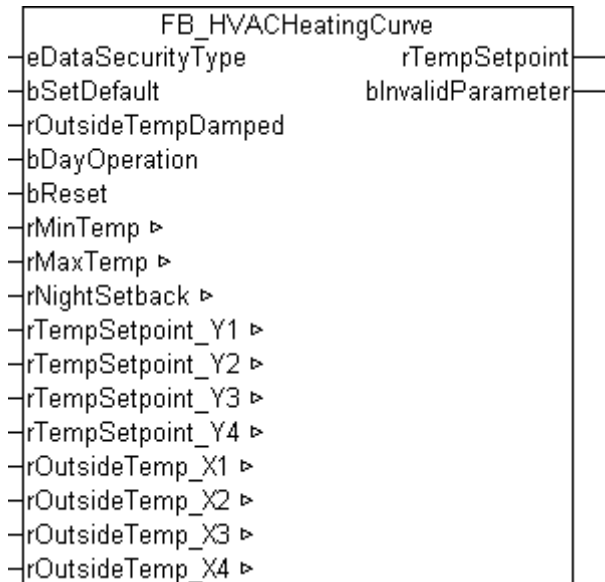 FB_HVACHeatingCurve
eDataSecurityType rTempSetpoint
bSetDefault bInvalidParameter
rOutsideTempDamped
bDayOperation
bReset
rMinTemp ▹
rMaxTemp ▹
rNightSetback ▹
rTempSetpoint_Y1 ▹
rTempSetpoint_Y2 ▹
rTempSetpoint_Y3 ▹
rTempSetpoint_Y4 ▹
rOutsideTemp_X1 ▹
rOutsideTemp_X2 ▹
rOutsideTemp_X3 ▹
rOutsideTemp_X4 ▹